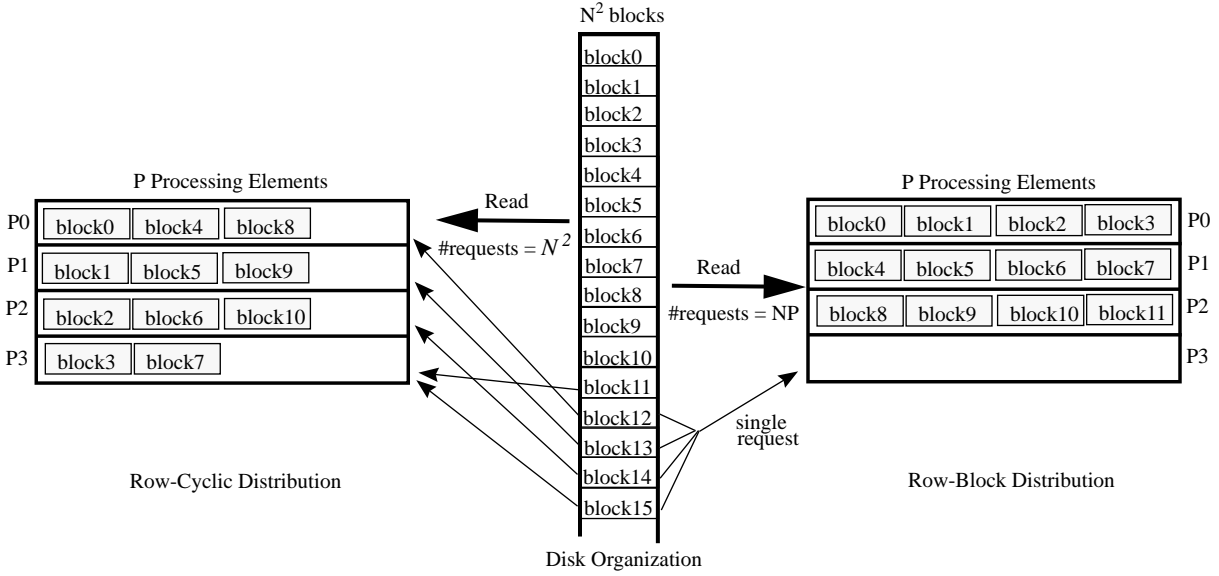 N² blocks
block0
block1
block2
block3
block4
block5
block6
block7
block8
block9
block10
block11
block12
block13
block14
block15
Disk Organization
P Processing Elements
P0 block0 block4 block8
P1 block1 block5 block9
P2 block2 block6 block10
P3 block3 block7
Row-Cyclic Distribution
Read
#requests = N²
Read
#requests = NP
single
request
P Processing Elements
block0 block1 block2 block3 P0
block4 block5 block6 block7 P1
block8 block9 block10 block11 P2
P3
Row-Block Distribution